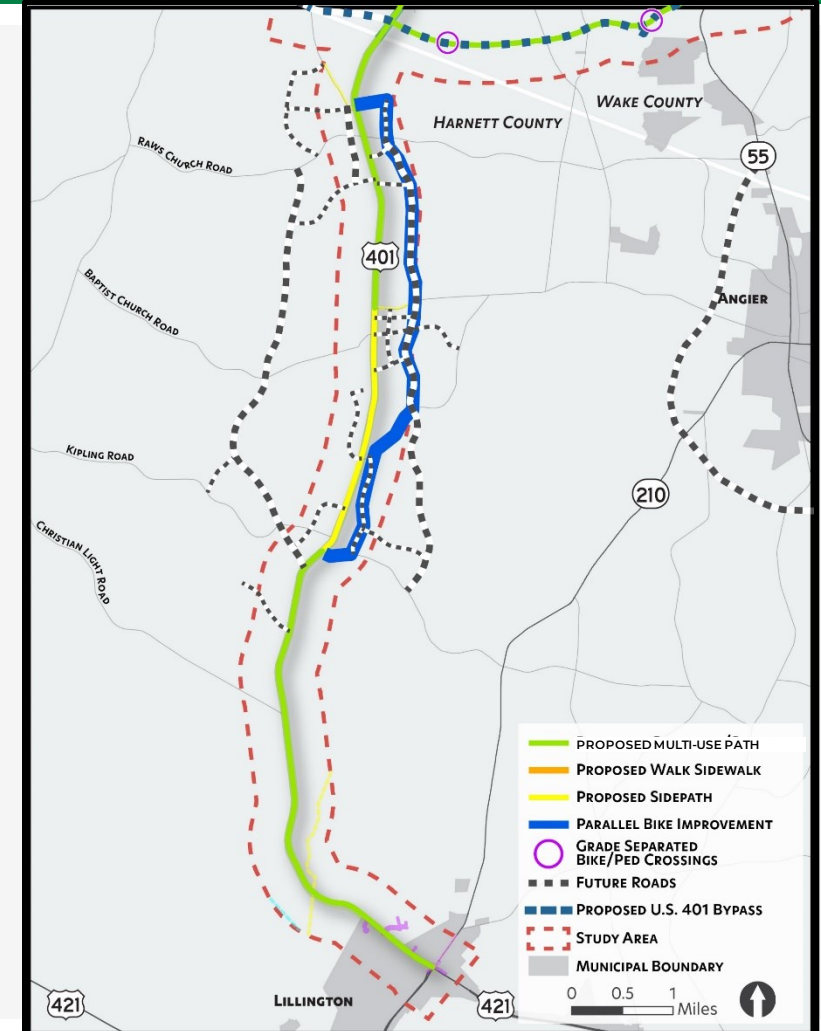 WAKE COUNTY
HARNETT COUNTY
RAWS CHURCH ROAD
55
401
BAPTIST CHURCH ROAD
ANGIER
KIPLING ROAD
210
CHRISTIAN LIGHT ROAD
PROPOSED MULTI-USE PATH
PROPOSED WALK SIDEWALK
PROPOSED SIDEPATH
PARALLEL BIKE IMPROVEMENT
GRADE SEPARATED
BIKE/PED CROSSINGS
FUTURE ROADS
PROPOSED U.S. 401 BYPASS
STUDY AREA
MUNICIPAL BOUNDARY
0 0.5 1
Miles
421
LILLINGTON
421